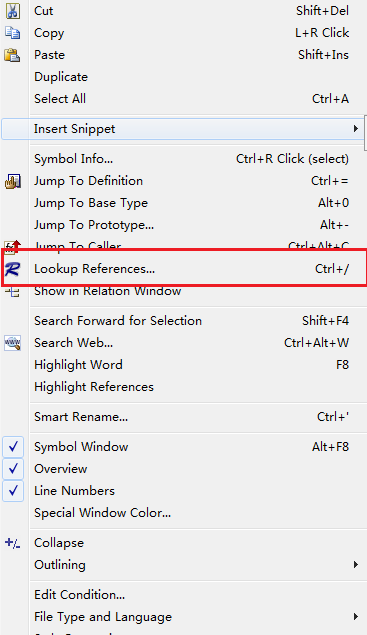 Cut Shift+Del
Copy L+R Click
Paste Shift+Ins
Duplicate
Select All Ctrl+A
Insert Snippet
Symbol Info... Ctrl+R Click (select)
Jump To Definition Ctrl+=
Jump To Base Type Alt+0
Jump To Prototype... Alt+-
Jump To Caller Ctrl+Alt+C
Lookup References... Ctrl+/
Show in Relation Window
Search Forward for Selection Shift+F4
Search Web... Ctrl+Alt+W
Highlight Word F8
Highlight References
Smart Rename... Ctrl+'
Symbol Window Alt+F8
Overview
Line Numbers
Special Window Color...
Collapse
Outlining
Edit Condition...
File Type and Language